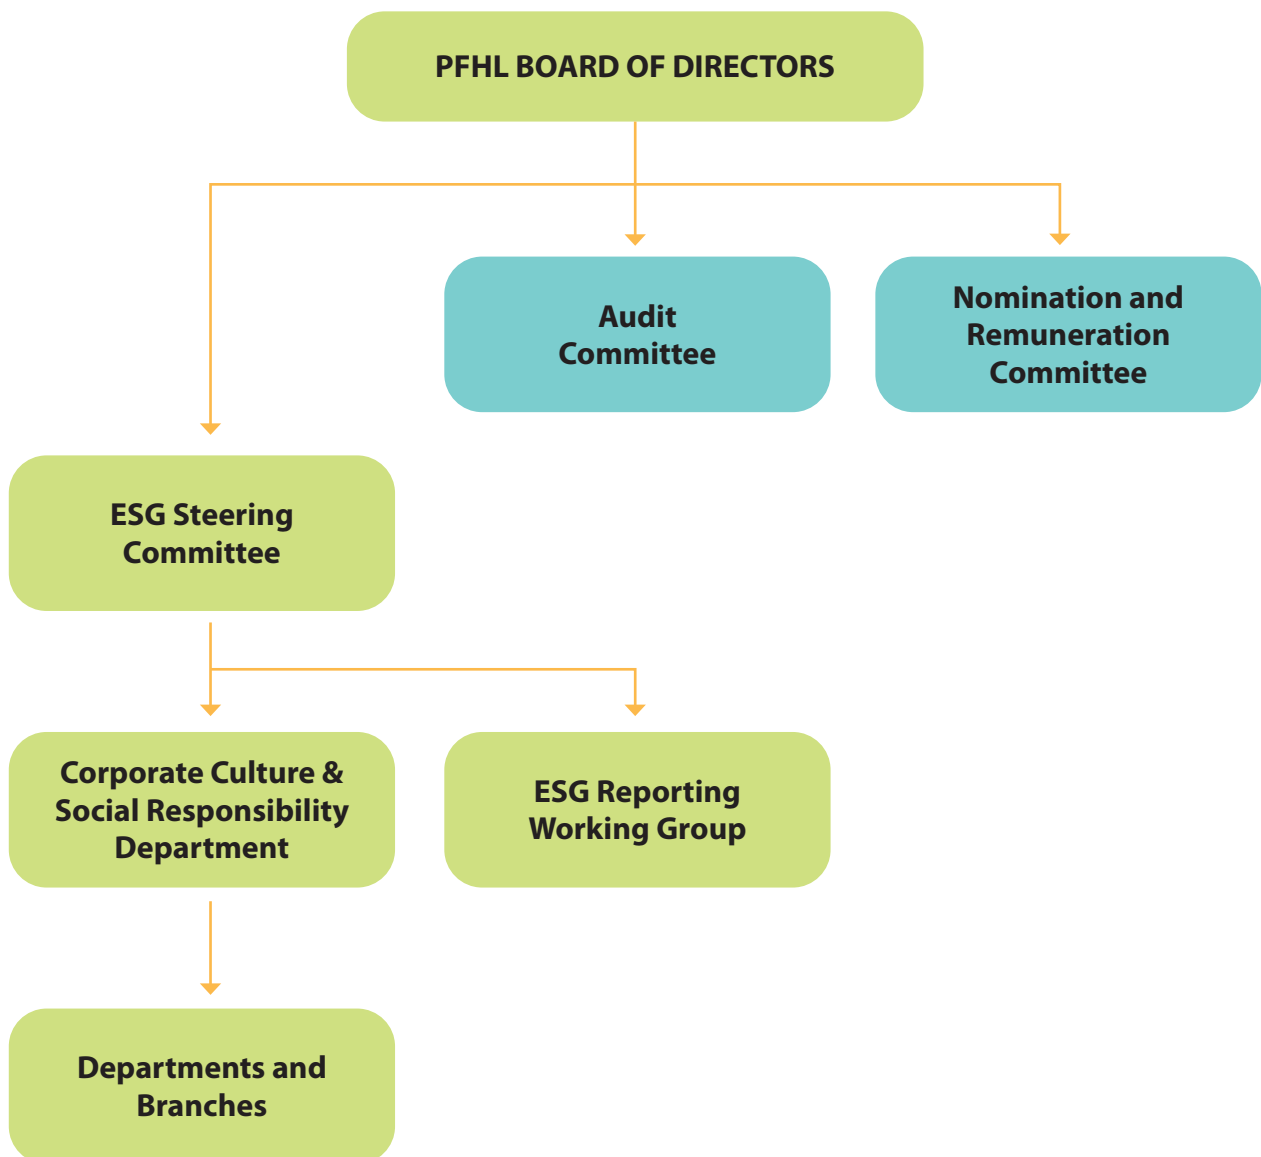 PFHL BOARD OF DIRECTORS
Audit
Committee
Nomination and
Remuneration
Committee
ESG Steering
Committee
Corporate Culture &
Social Responsibility
Department
ESG Reporting
Working Group
Departments and
Branches